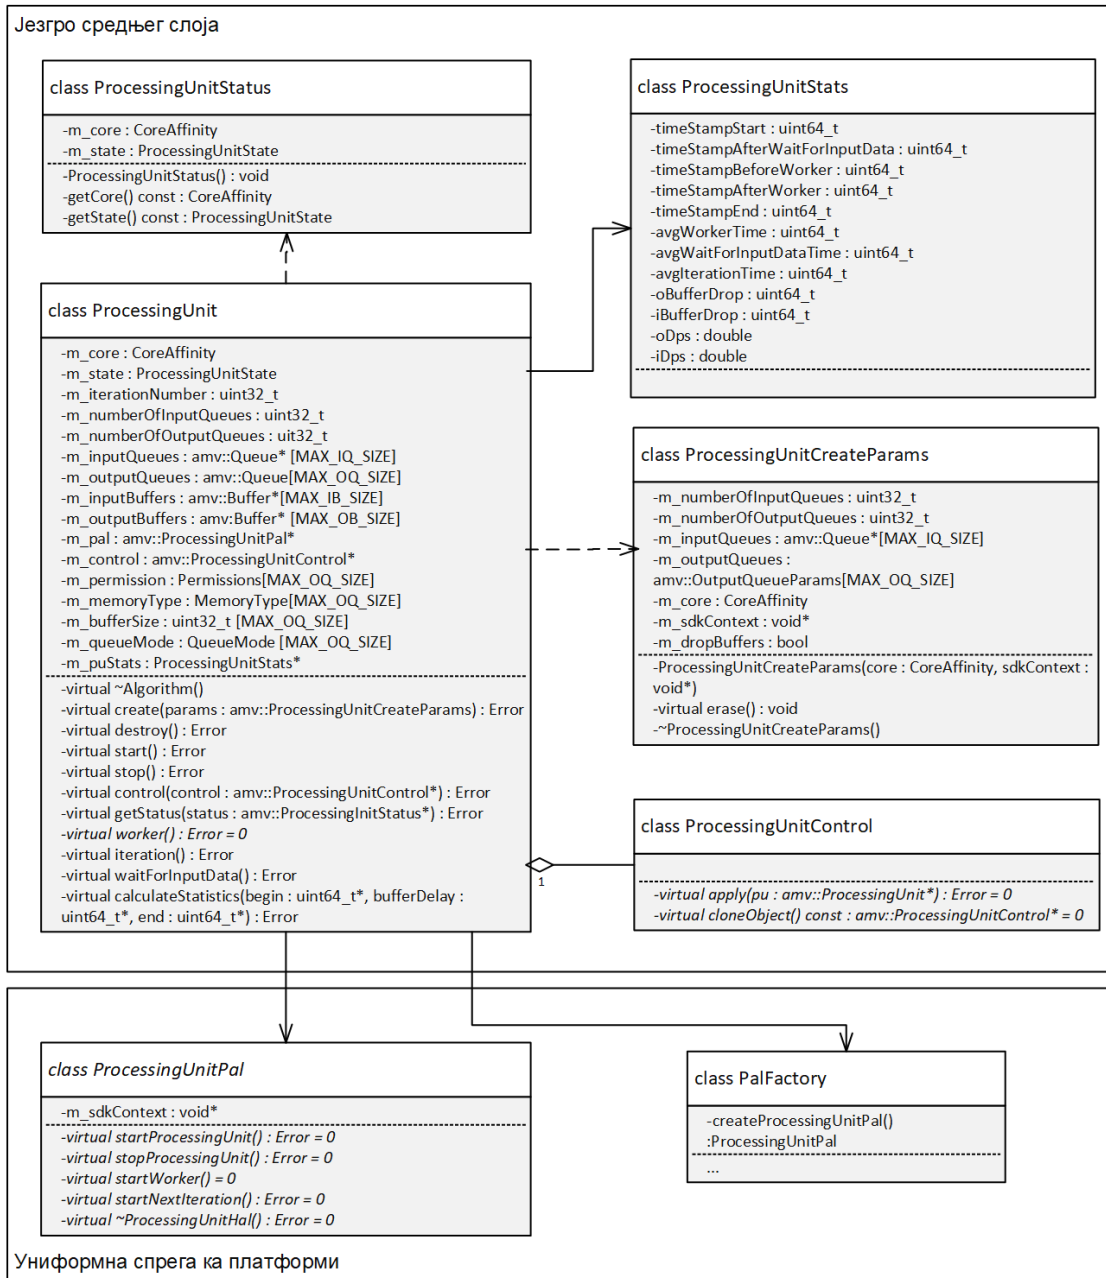 Језгро средњег слоја
class ProcessingUnitStatus
-m_core : CoreAffinity
-m_state : ProcessingUnitState
-ProcessingUnitStatus() : void
-getCore() const : CoreAffinity
-getState() const : ProcessingUnitState
class ProcessingUnitStats
-timeStampStart : uint64_t
-timeStampAfterWaitForInputData : uint64_t
-timeStampBeforeWorker : uint64_t
-timeStampAfterWorker : uint64_t
-timeStampEnd : uint64_t
-avgWorkerTime : uint64_t
-avgWaitForInputDataTime : uint64_t
-avgIterationTime : uint64_t
-oBufferDrop : uint64_t
-iBufferDrop : uint64_t
-oDps : double
-iDps : double
class ProcessingUnit
-m_core : CoreAffinity
-m_state : ProcessingUnitState
-m_iterationNumber : uint32_t
-m_numberOfInputQueues : uint32_t
-m_numberOfOutputQueues : uit32_t
-m_inputQueues : amv::Queue* [MAX_IQ_SIZE]
-m_outputQueues : amv::Queue[MAX_OQ_SIZE]
-m_inputBuffers : amv::Buffer*[MAX_IB_SIZE]
-m_outputBuffers : amv:Buffer* [MAX_OB_SIZE]
-m_pal : amv::ProcessingUnitPal*
-m_control : amv::ProcessingUnitControl*
-m_permission : Permissions[MAX_OQ_SIZE]
-m_memoryType : MemoryType[MAX_OQ_SIZE]
-m_bufferSize : uint32_t [MAX_OQ_SIZE]
-m_queueMode : QueueMode [MAX_OQ_SIZE]
-m_puStats : ProcessingUnitStats*
-virtual ~Algorithm()
-virtual create(params : amv::ProcessingUnitCreateParams) : Error
-virtual destroy() : Error
-virtual start() : Error
-virtual stop() : Error
-virtual control(control : amv::ProcessingUnitControl*) : Error
-virtual getStatus(status : amv::ProcessingInitStatus*) : Error
-virtual worker() : Error = 0
-virtual iteration() : Error
-virtual waitForInputData() : Error
-virtual calculateStatistics(begin : uint64_t*, bufferDelay :
uint64_t*, end : uint64_t*) : Error
class ProcessingUnitCreateParams
-m_numberOfInputQueues : uint32_t
-m_numberOfOutputQueues : uint32_t
-m_inputQueues : amv::Queue*[MAX_IQ_SIZE]
-m_outputQueues :
amv::OutputQueueParams[MAX_OQ_SIZE]
-m_core : CoreAffinity
-m_sdkContext : void*
-m_dropBuffers : bool
-ProcessingUnitCreateParams(core : CoreAffinity, sdkContext :
void*)
-virtual erase() : void
-~ProcessingUnitCreateParams()
class ProcessingUnitControl
-virtual apply(pu : amv::ProcessingUnit*) : Error = 0
-virtual cloneObject() const : amv::ProcessingUnitControl* = 0
1
class ProcessingUnitPal
-m_sdkContext : void*
-virtual startProcessingUnit() : Error = 0
-virtual stopProcessingUnit() : Error = 0
-virtual startWorker() = 0
-virtual startNextIteration() : Error = 0
-virtual ~ProcessingUnitHal() : Error = 0
class PalFactory
-createProcessingUnitPal()
:ProcessingUnitPal
...
Униформна спрега ка платформи